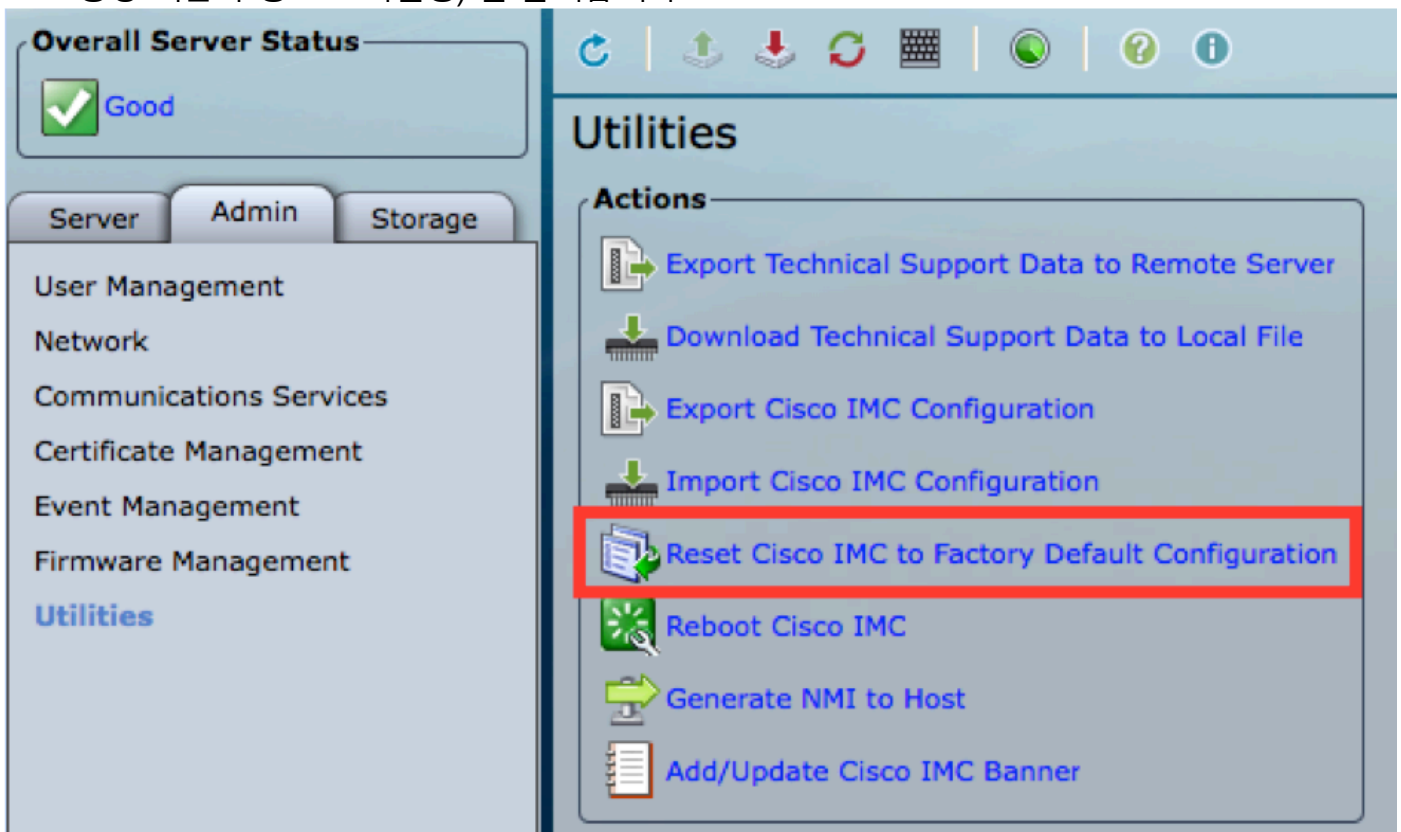 Overall Server Status
Good
Server
Admin
Storage
User Management
Network
Communications Services
Certificate Management
Event Management
Firmware Management
Utilities
Utilities
Actions
Export Technical Support Data to Remote Server
Download Technical Support Data to Local File
Export Cisco IMC Configuration
Import Cisco IMC Configuration
Reset Cisco IMC to Factory Default Configuration
Reboot Cisco IMC
Generate NMI to Host
Add/Update Cisco IMC Banner